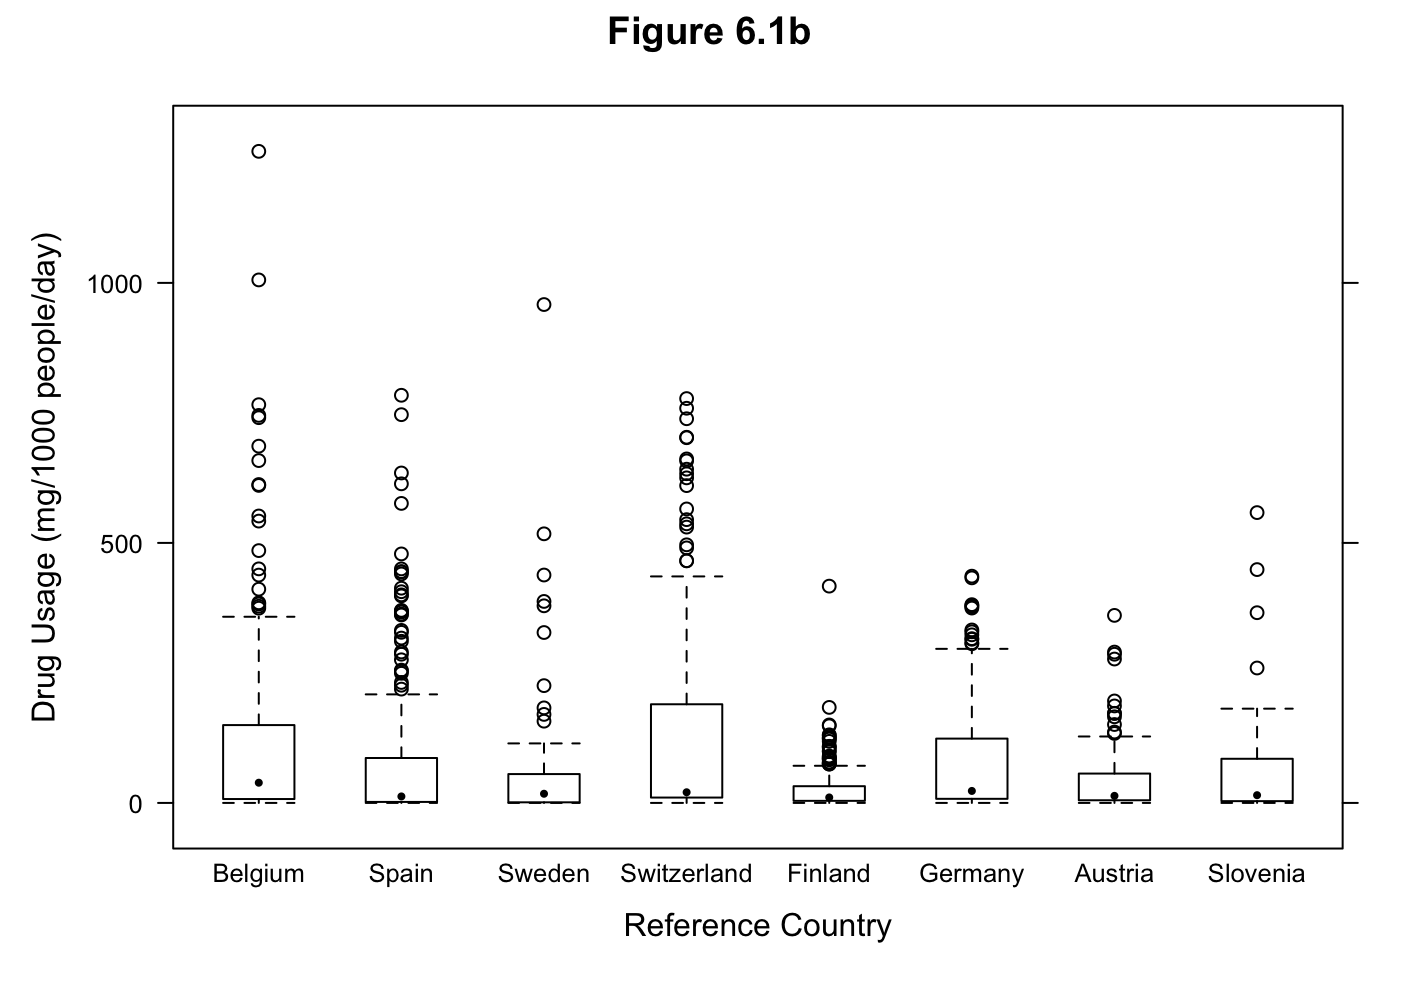 Figure 6.1b
Drug Usage (mg/1000 people/day)
1000
500
0
Belgium Spain Sweden Switzerland Finland Germany Austria Slovenia
Reference Country